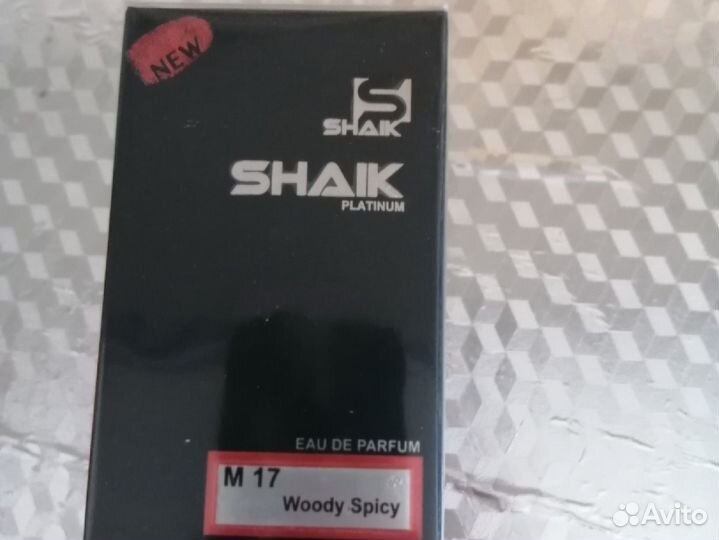 NEW
SHAIK
SHAIK
PLATINUM
EAU DE PARFUM
M 17
Woody Spicy
Avito